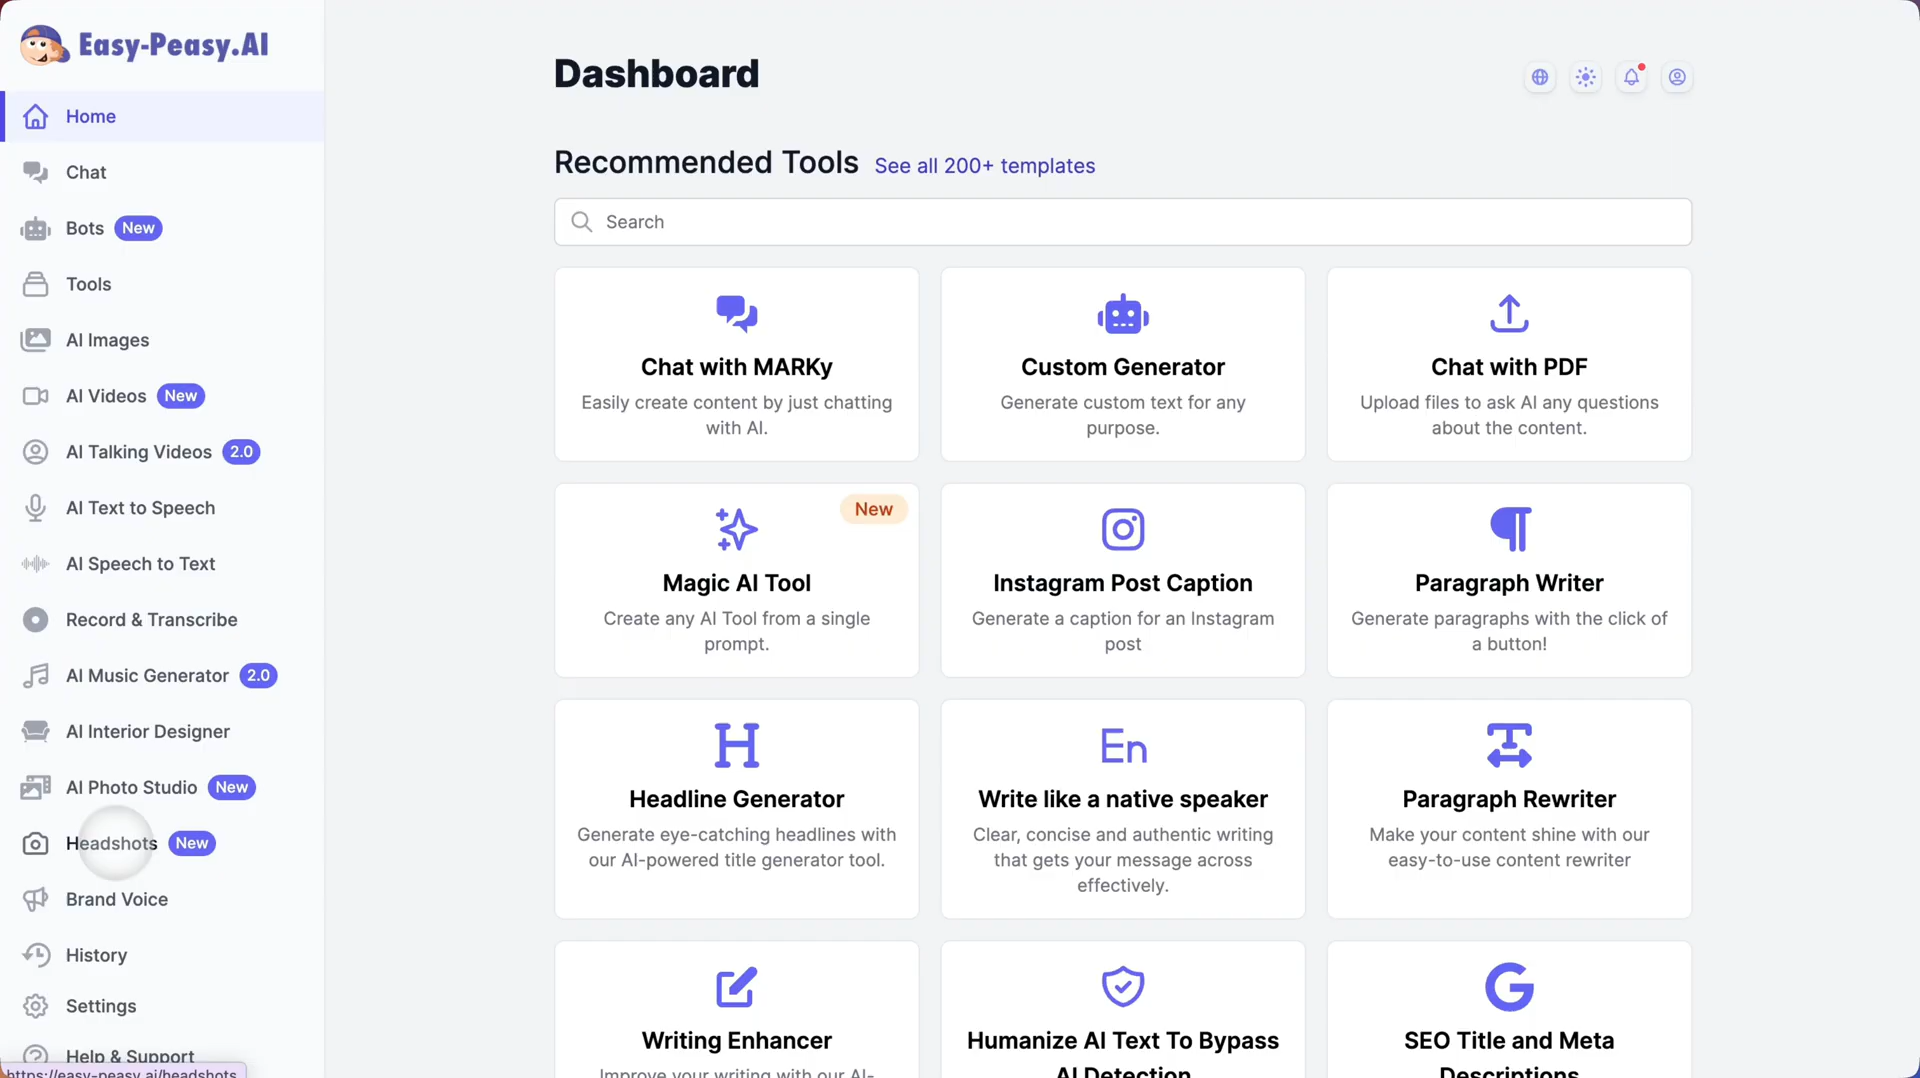 Easy-Peasy.AI
Home
Chat
Bots New
Tools
AI Images
AI Videos New
AI Talking Videos 2.0
AI Text to Speech
AI Speech to Text
Record & Transcribe
AI Music Generator 2.0
AI Interior Designer
AI Photo Studio New
Headshots New
Brand Voice
History
Settings
Help & Support
https://easy-peasy.ai/headshots
Dashboard
Recommended Tools See all 200+ templates
Search
Chat with MARKy
Easily create content by just chatting
with AI.
Custom Generator
Generate custom text for any
purpose.
Chat with PDF
Upload files to ask AI any questions
about the content.
New
Magic AI Tool
Create any AI Tool from a single
prompt.
Instagram Post Caption
Generate a caption for an Instagram
post
Paragraph Writer
Generate paragraphs with the click of
a button!
H
Headline Generator
Generate eye-catching headlines with
our AI-powered title generator tool.
En
Write like a native speaker
Clear, concise and authentic writing
that gets your message across
effectively.
Paragraph Rewriter
Make your content shine with our
easy-to-use content rewriter
Writing Enhancer
Improve your writing with our AI-
Humanize AI Text To Bypass
AI Detection
G
SEO Title and Meta
Descriptions